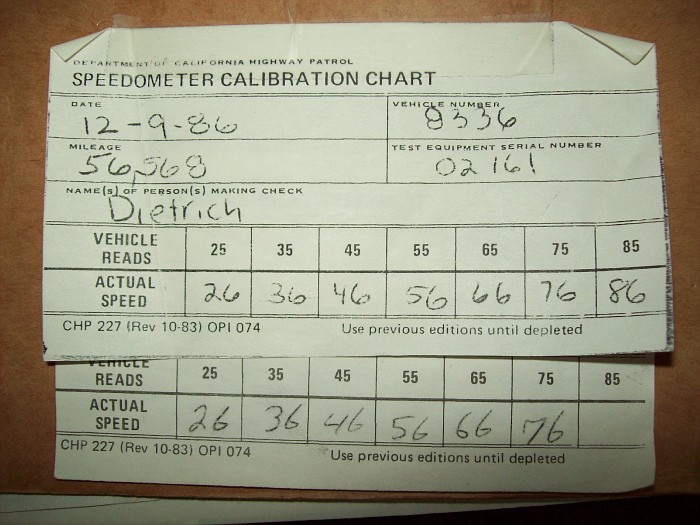 DEPARTMENT OF CALIFORNIA HIGHWAY PATROL
SPEEDOMETER CALIBRATION CHART
DATE VEHICLE NUMBER
12-9-86 8336
MILEAGE TEST EQUIPMENT SERIAL NUMBER
56,568 02161
NAME(S) OF PERSON(S) MAKING CHECK
Dietrich
VEHICLE READS 25 35 45 55 65 75 85
ACTUAL SPEED 26 36 46 56 66 76 86
CHP 227 (Rev 10-83) OPI 074 Use previous editions until depleted
VEHICLE READS 25 35 45 55 65 75 85
ACTUAL SPEED 26 36 46 56 66 76
CHP 227 (Rev 10-83) OPI 074 Use previous editions until depleted